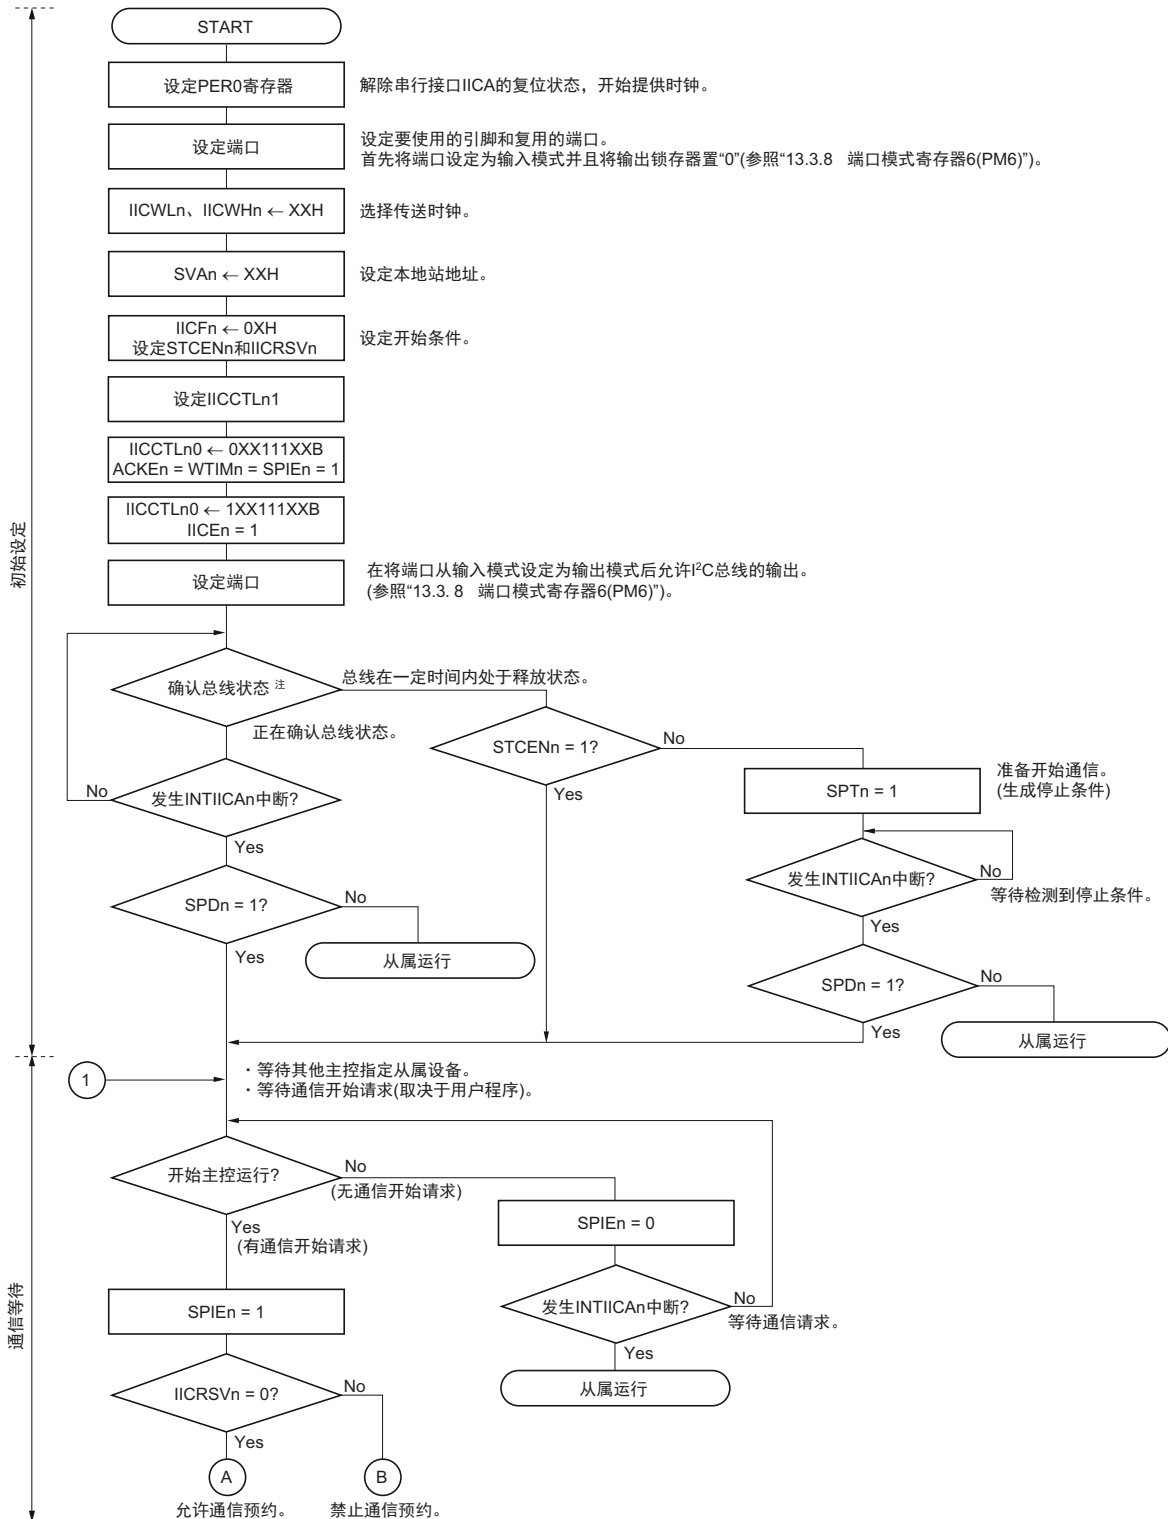 START
设定PER0寄存器
解除串行接口IICA的复位状态，开始提供时钟。
设定端口
设定要使用的引脚和复用的端口。
首先将端口设定为输入模式并且将输出锁存器置“0”(参照“13.3.8 端口模式寄存器6(PM6)”)。
IICWLn、IICWHn ← XXH
选择传送时钟。
SVAn ← XXH
设定本地站地址。
IICFn ← 0XH
设定STCENn和IICRSVn
设定开始条件。
设定IICCTLn1
IICCTLn0 ← 0XX111XXB
ACKEn = WTIMn = SPIEn = 1
IICCTLn0 ← 1XX111XXB
IICEn = 1
初始设定
设定端口
在将端口从输入模式设定为输出模式后允许I²C总线的输出。
(参照“13.3. 8 端口模式寄存器6(PM6)”)。
确认总线状态 注
总线在一定时间内处于释放状态。
正在确认总线状态。
STCENn = 1?
No
Yes
SPTn = 1
准备开始通信。
(生成停止条件)
No
发生INTIICAn中断?
Yes
发生INTIICAn中断?
No
等待检测到停止条件。
Yes
SPDn = 1?
No
Yes
从属运行
SPDn = 1?
No
Yes
从属运行
1
・等待其他主控指定从属设备。
・等待通信开始请求(取决于用户程序)。
开始主控运行?
No
(无通信开始请求)
Yes
(有通信开始请求)
SPIEn = 0
通信等待
SPIEn = 1
发生INTIICAn中断?
No
等待通信请求。
Yes
从属运行
IICRSVn = 0?
No
Yes
A
B
允许通信预约。
禁止通信预约。